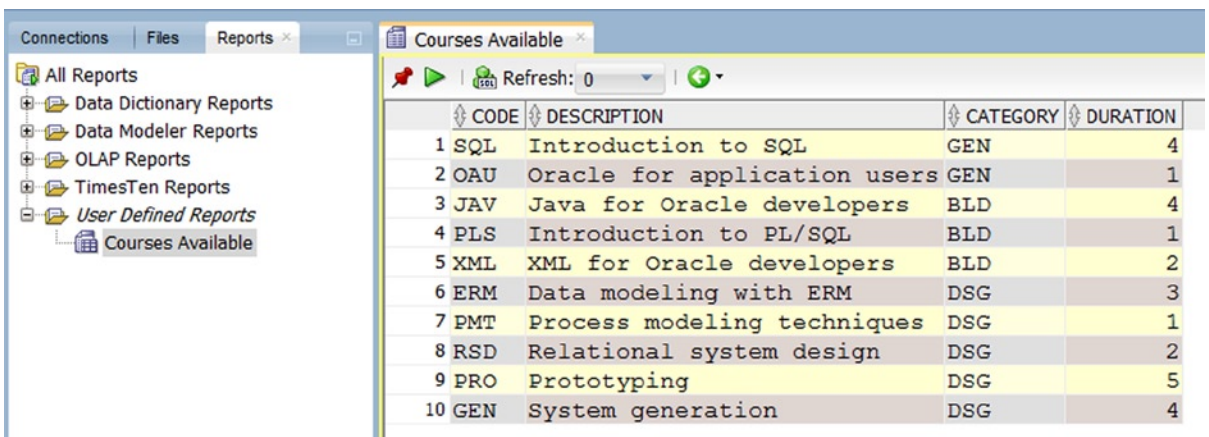 Connections Files Reports
All Reports
Data Dictionary Reports
Data Modeler Reports
OLAP Reports
TimesTen Reports
User Defined Reports
Courses Available
Courses Available
SQL Refresh: 0
CODE DESCRIPTION CATEGORY DURATION
1 SQL Introduction to SQL GEN 4
2 OAU Oracle for application users GEN 1
3 JAV Java for Oracle developers BLD 4
4 PLS Introduction to PL/SQL BLD 1
5 XML XML for Oracle developers BLD 2
6 ERM Data modeling with ERM DSG 3
7 PMT Process modeling techniques DSG 1
8 RSD Relational system design DSG 2
9 PRO Prototyping DSG 5
10 GEN System generation DSG 4